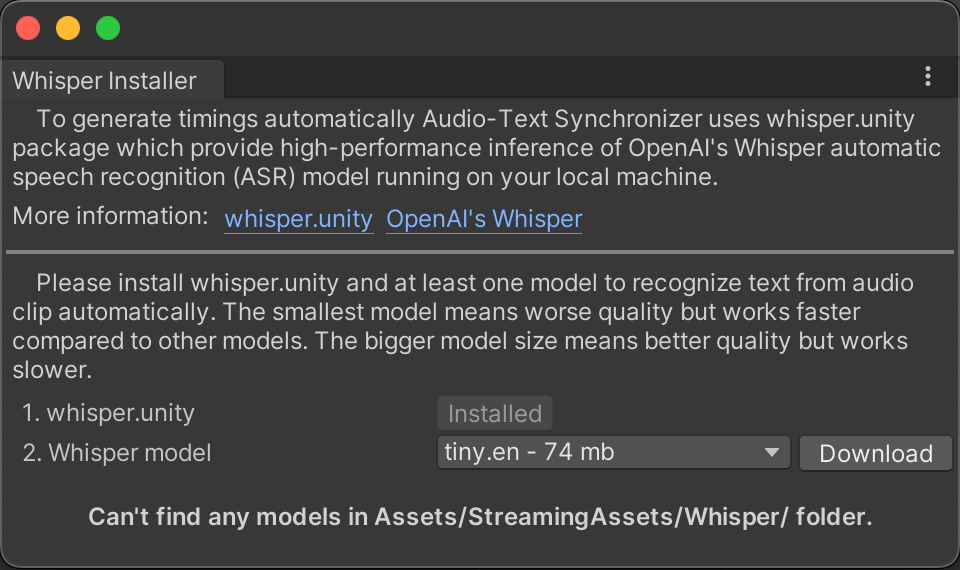 Whisper Installer
To generate timings automatically Audio-Text Synchronizer uses whisper.unity
package which provide high-performance inference of OpenAI's Whisper automatic
speech recognition (ASR) model running on your local machine.
More information: whisper.unity OpenAI's Whisper
Please install whisper.unity and at least one model to recognize text from audio
clip automatically. The smallest model means worse quality but works faster
compared to other models. The bigger model size means better quality but works
slower.
1. whisper.unity Installed
2. Whisper model tiny.en - 74 mb Download
Can't find any models in Assets/StreamingAssets/Whisper/ folder.